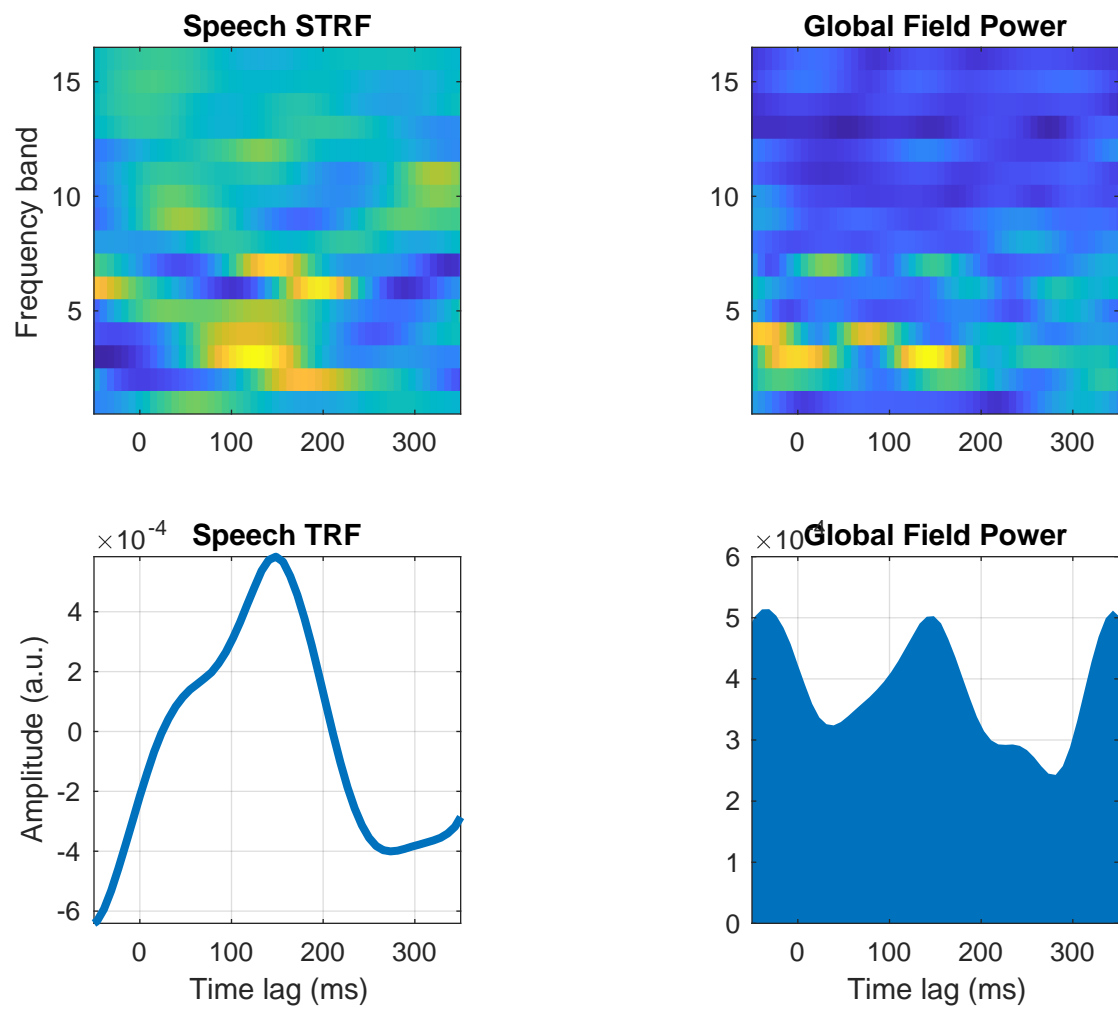 Speech STRF
Global Field Power
Frequency band
15
10
5
0 100 200 300
15
10
5
0 100 200 300
×10-4
Speech TRF
×10-4
Global Field Power
Amplitude (a.u.)
4
2
0
-2
-4
-6
0 100 200 300
Time lag (ms)
6
5
4
3
2
1
0
0 100 200 300
Time lag (ms)